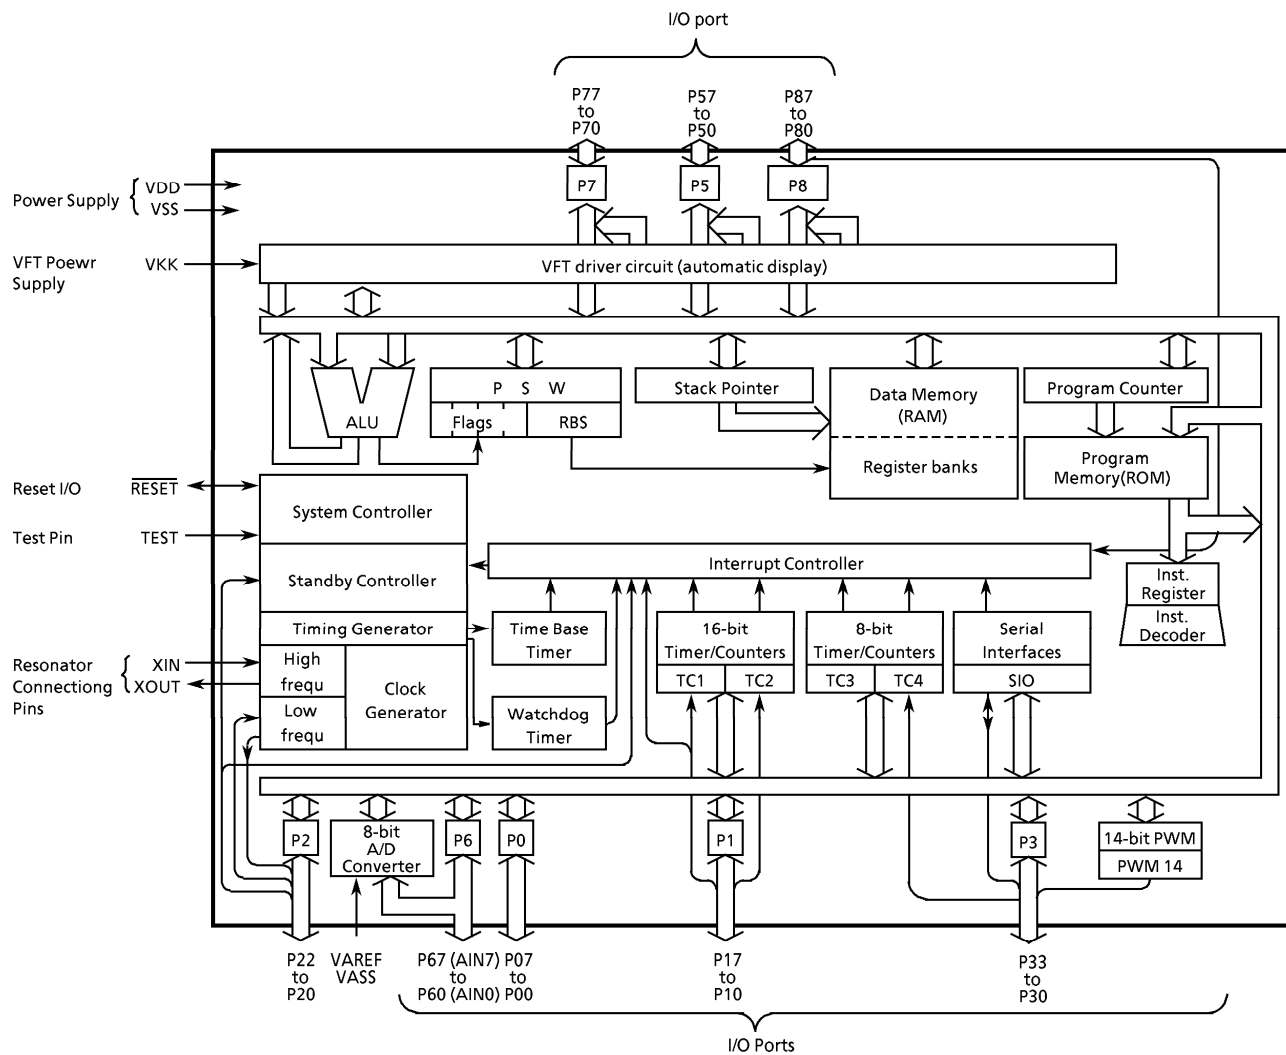 I/O port
P77 to P70
P57 to P50
P87 to P80
P7
P5
P8
Power Supply
VDD
VSS
VFT Poewr
Supply
VKK
VFT driver circuit (automatic display)
ALU
P S W
Flags
RBS
Stack Pointer
Data Memory
(RAM)
Register banks
Program Counter
Program
Memory(ROM)
Reset I/O
RESET
Test Pin
TEST
System Controller
Standby Controller
Interrupt Controller
Inst.
Register
Inst.
Decoder
Timing Generator
Time Base
Timer
16-bit
Timer/Counters
TC1
TC2
8-bit
Timer/Counters
TC3
TC4
Serial
Interfaces
SIO
Resonator
Connectiong
Pins
XIN
XOUT
High
frequ
Low
frequ
Clock
Generator
Watchdog
Timer
P2
8-bit
A/D
Converter
P6
P0
P1
P3
14-bit PWM
PWM 14
P22
to
P20
VAREF
VASS
P67 (AIN7)
to
P60 (AIN0)
P07
to
P00
P17
to
P10
P33
to
P30
I/O Ports